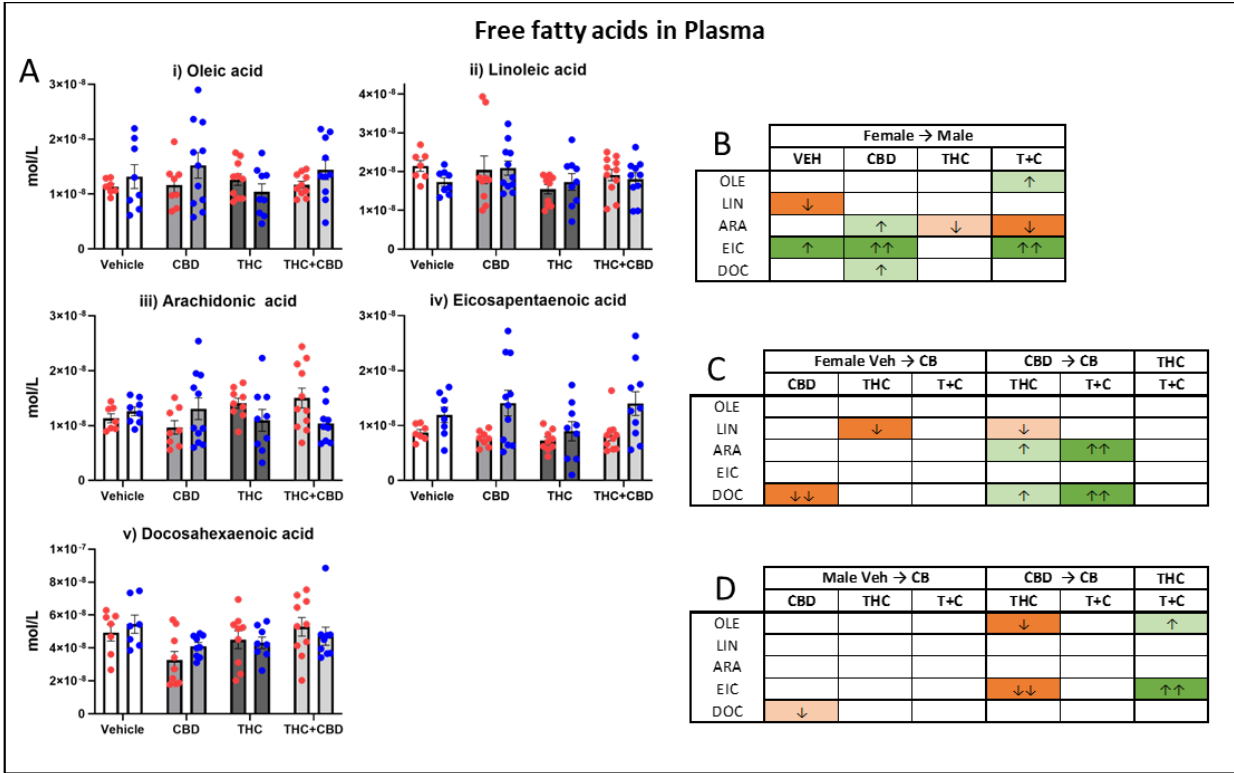 Free fatty acids in Plasma
A
i) Oleic acid
mol/L
3×10⁻⁸
2×10⁻⁸
1×10⁻⁸
0
Vehicle CBD THC THC+CBD
ii) Linoleic acid
4×10⁻⁸
3×10⁻⁸
2×10⁻⁸
1×10⁻⁸
0
Vehicle CBD THC THC+CBD
iii) Arachidonic acid
mol/L
3×10⁻⁸
2×10⁻⁸
1×10⁻⁸
0
Vehicle CBD THC THC+CBD
iv) Eicosapentaenoic acid
3×10⁻⁸
2×10⁻⁸
1×10⁻⁸
0
Vehicle CBD THC THC+CBD
v) Docosahexaenoic acid
mol/L
1×10⁻⁷
8×10⁻⁸
6×10⁻⁸
4×10⁻⁸
2×10⁻⁸
0
Vehicle CBD THC THC+CBD
B
Female → Male
VEH CBD THC T+C
OLE ↑
LIN ↓
ARA ↑ ↓ ↓
EIC ↑ ↑↑ ↑↑
DOC ↑
C
Female Veh → CB CBD → CB THC
CBD THC T+C THC T+C T+C
OLE
LIN ↓ ↓
ARA ↑ ↑↑
EIC
DOC ↓↓ ↑ ↑↑
D
Male Veh → CB CBD → CB THC
CBD THC T+C THC T+C T+C
OLE ↓ ↑
LIN
ARA
EIC ↓↓ ↑↑
DOC ↓